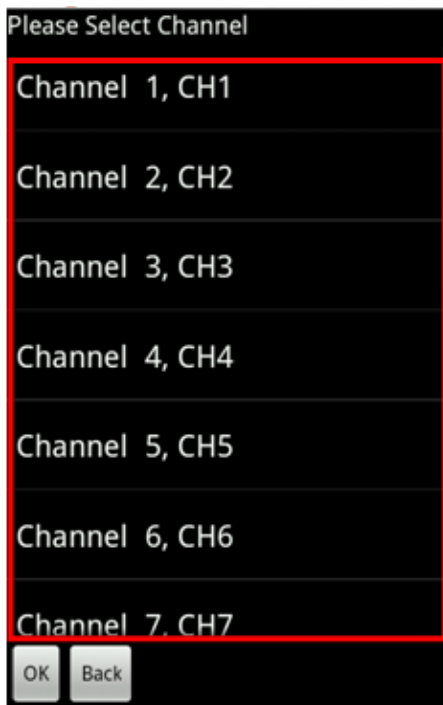 Please Select Channel
Channel 1, CH1
Channel 2, CH2
Channel 3, CH3
Channel 4, CH4
Channel 5, CH5
Channel 6, CH6
Channel 7, CH7
OK Back